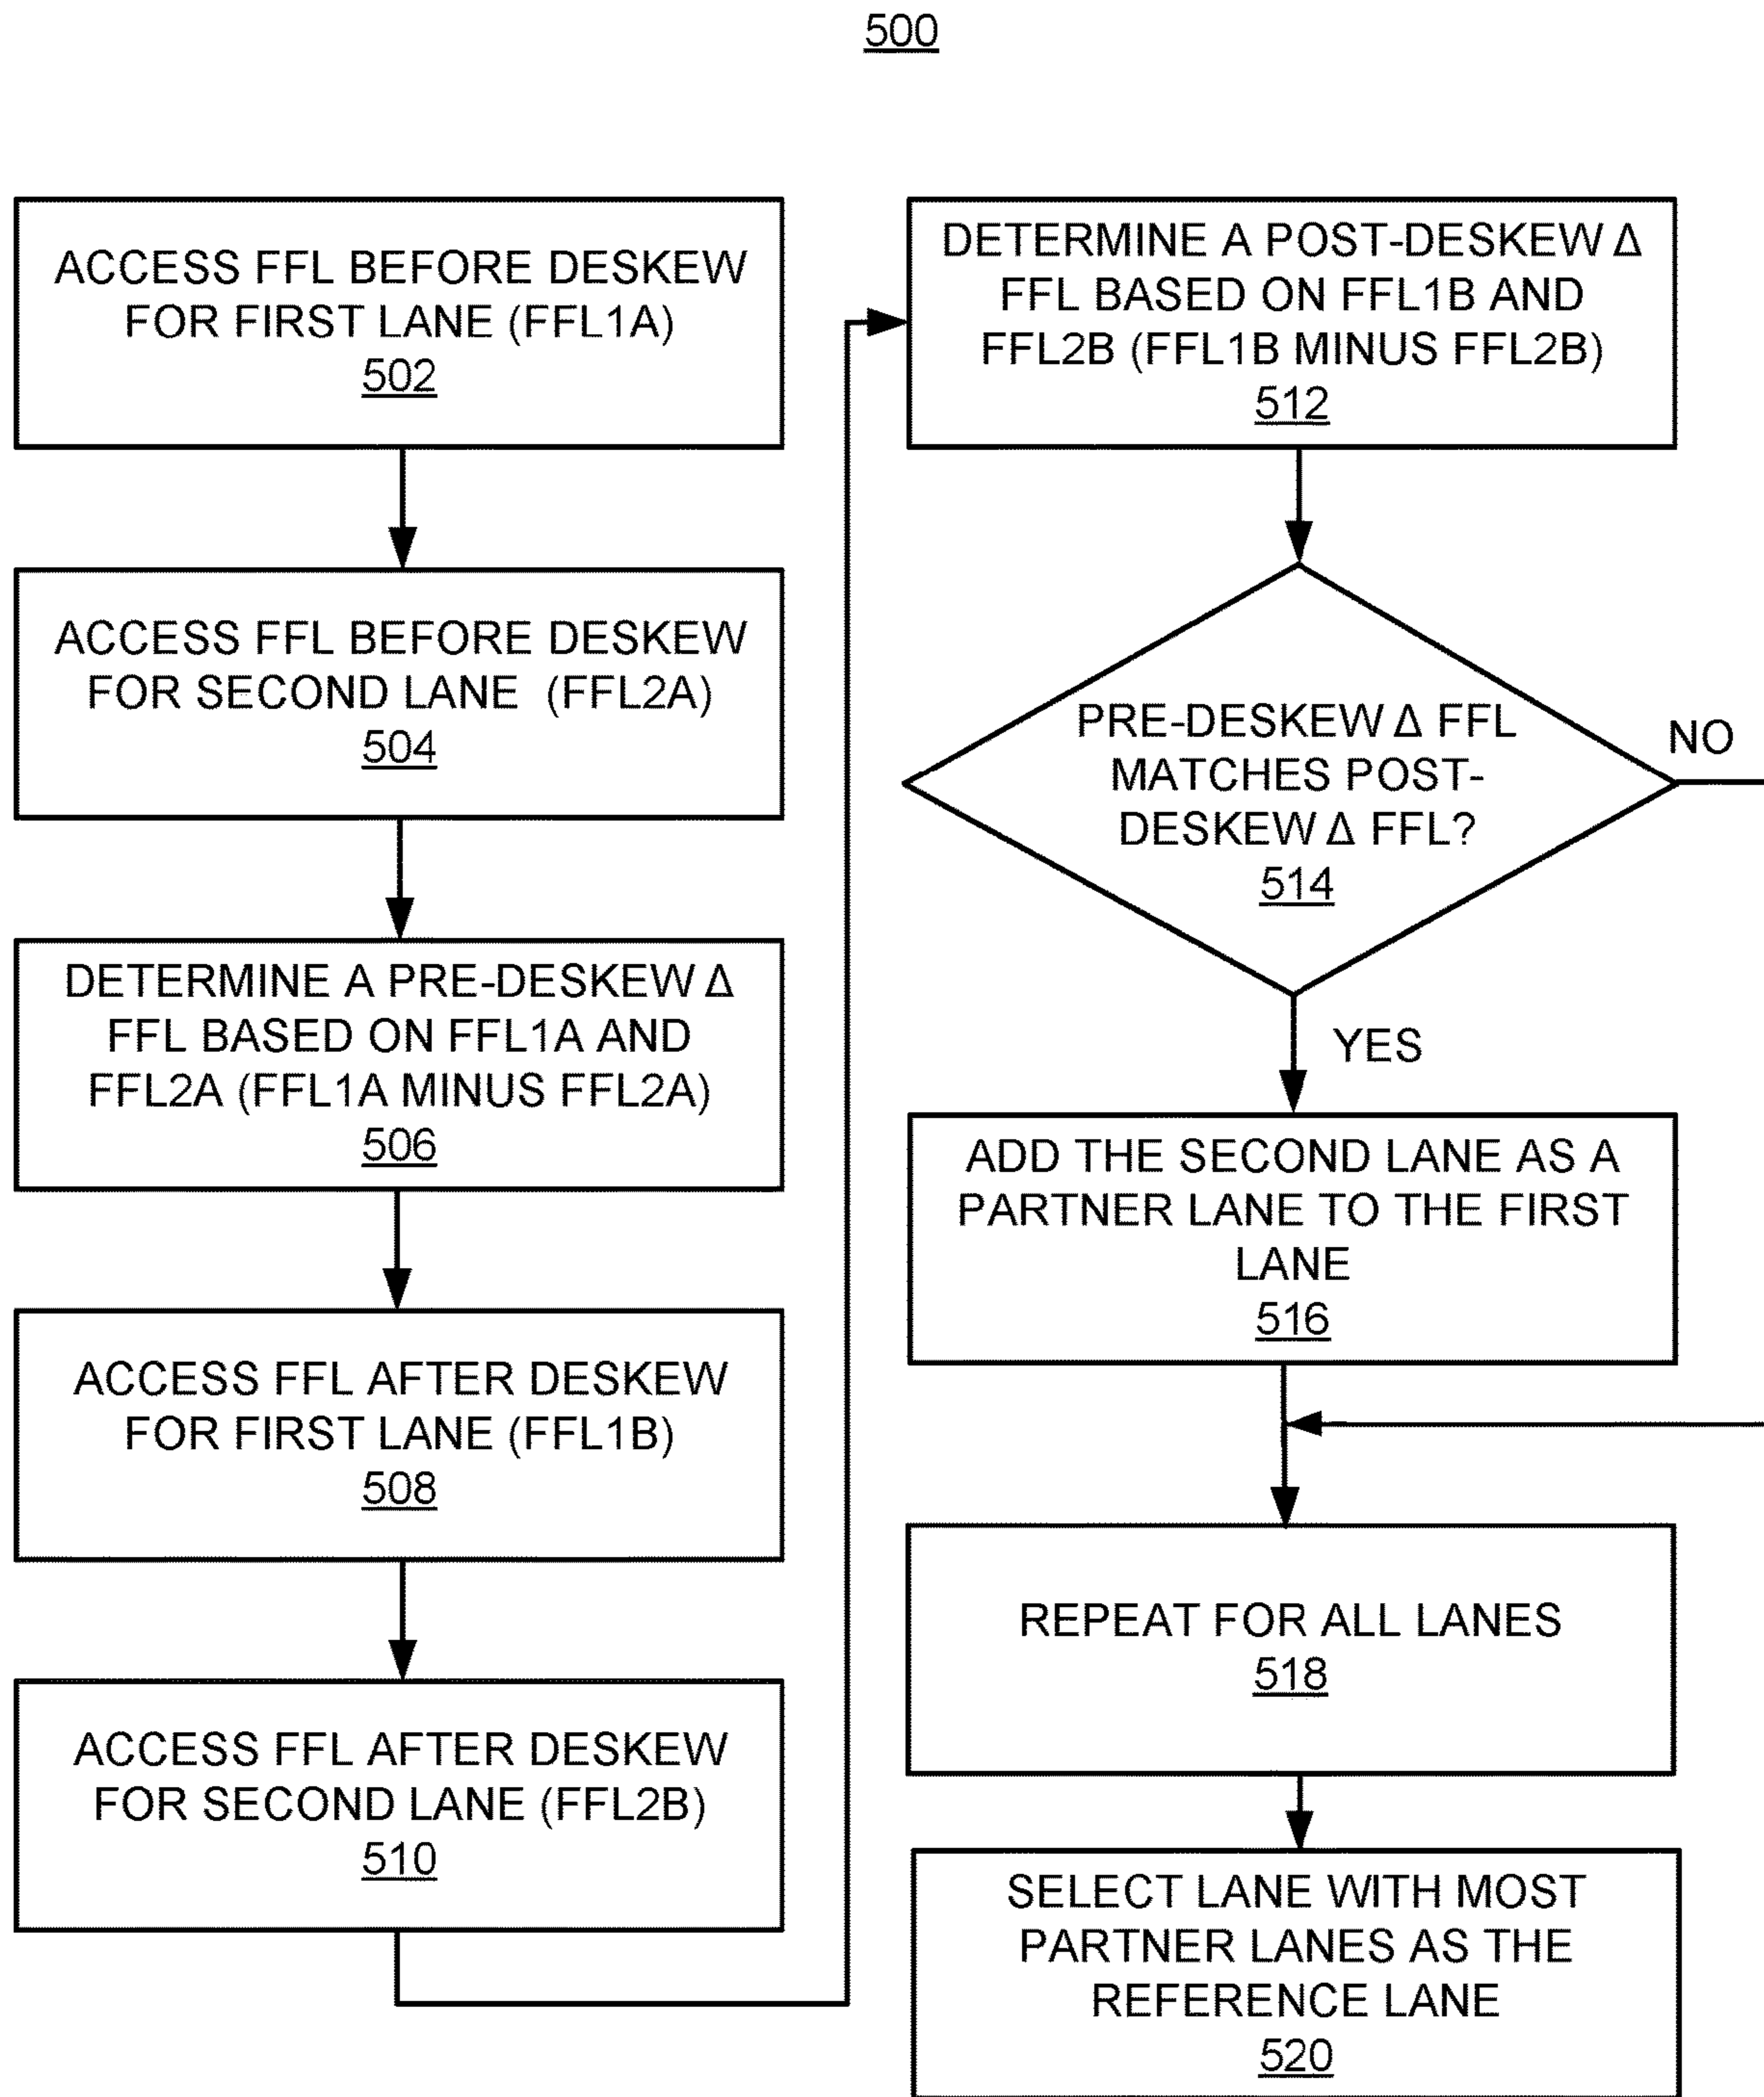 500
ACCESS FFL BEFORE DESKEW
FOR FIRST LANE (FFL1A)
502
ACCESS FFL BEFORE DESKEW
FOR SECOND LANE (FFL2A)
504
DETERMINE A PRE-DESKEW Δ
FFL BASED ON FFL1A AND
FFL2A (FFL1A MINUS FFL2A)
506
ACCESS FFL AFTER DESKEW
FOR FIRST LANE (FFL1B)
508
ACCESS FFL AFTER DESKEW
FOR SECOND LANE (FFL2B)
510
DETERMINE A POST-DESKEW Δ
FFL BASED ON FFL1B AND
FFL2B (FFL1B MINUS FFL2B)
512
PRE-DESKEW Δ FFL
MATCHES POST-
DESKEW Δ FFL?
514
NO
YES
ADD THE SECOND LANE AS A
PARTNER LANE TO THE FIRST
LANE
516
REPEAT FOR ALL LANES
518
SELECT LANE WITH MOST
PARTNER LANES AS THE
REFERENCE LANE
520